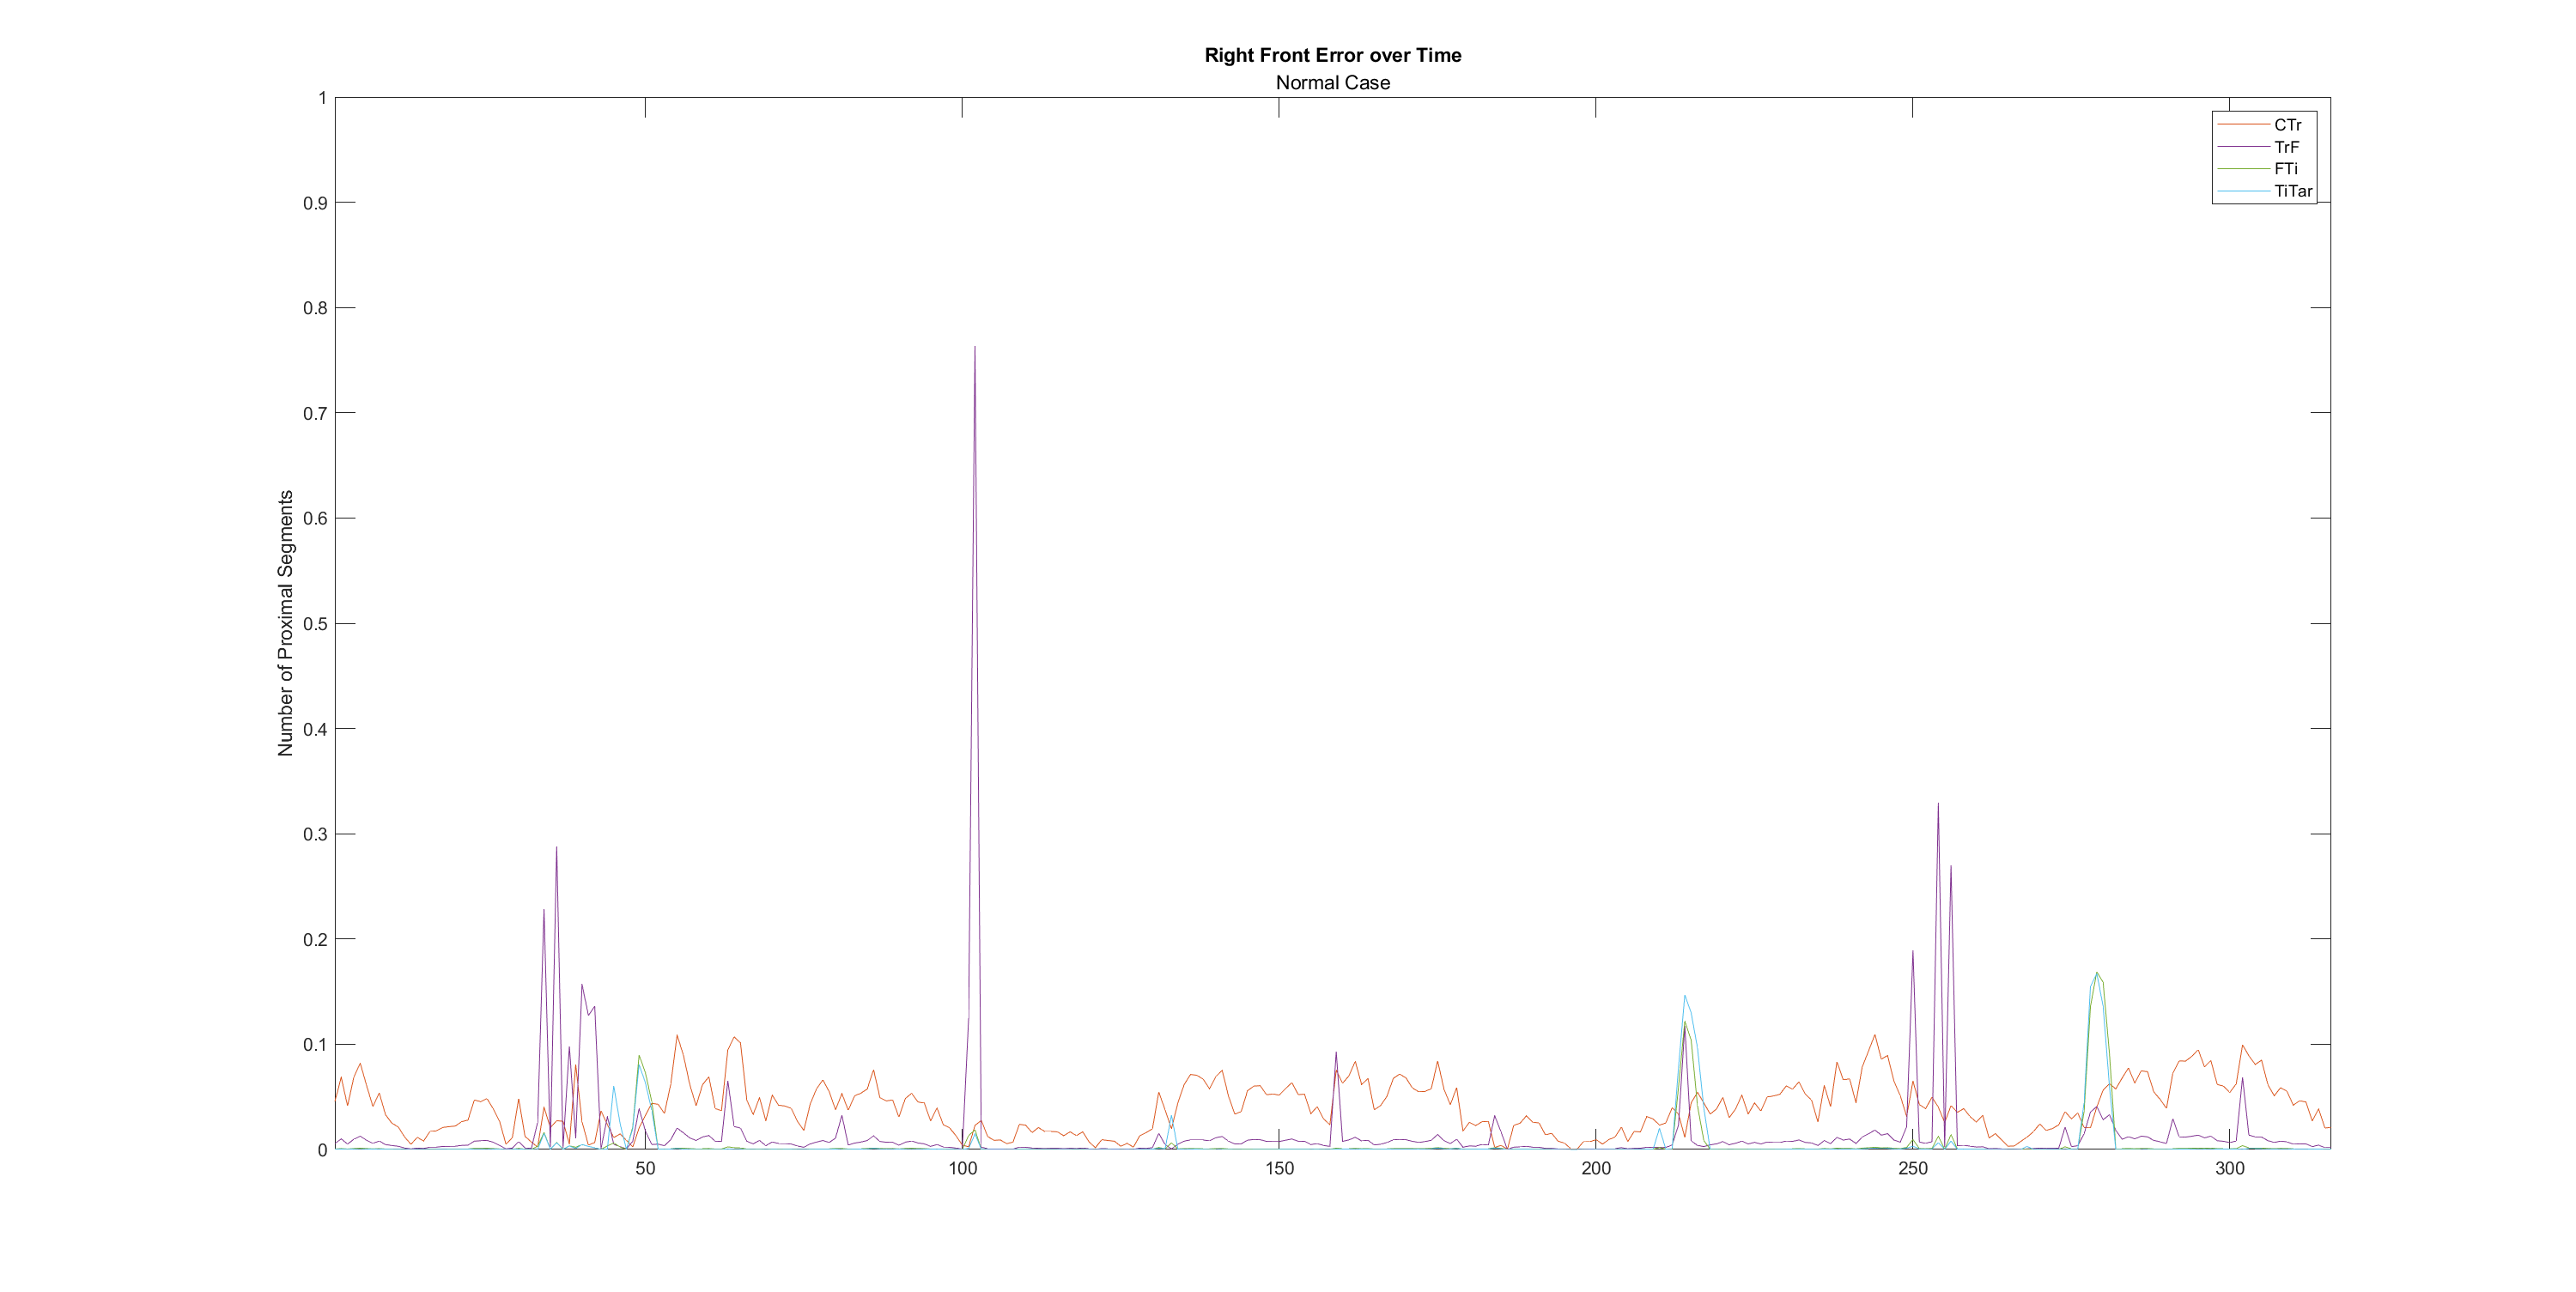 Right Front Error over Time
Normal Case
Number of Proximal Segments
1
0.9
0.8
0.7
0.6
0.5
0.4
0.3
0.2
0.1
0
50
100
150
200
250
300
CTr
TrF
FTi
TiTar